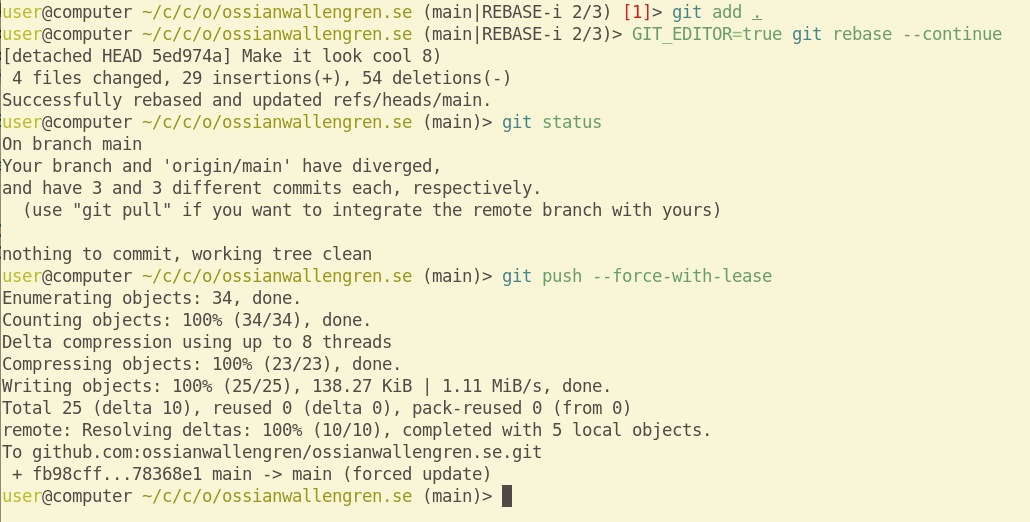 user@computer ~/c/c/o/ossianwallengren.se (main|REBASE-i 2/3) [1]> git add .
user@computer ~/c/c/o/ossianwallengren.se (main|REBASE-i 2/3)> GIT_EDITOR=true git rebase --continue
[detached HEAD 5ed974a] Make it look cool 8)
 4 files changed, 29 insertions(+), 54 deletions(-)
Successfully rebased and updated refs/heads/main.
user@computer ~/c/c/o/ossianwallengren.se (main)> git status
On branch main
Your branch and 'origin/main' have diverged,
and have 3 and 3 different commits each, respectively.
  (use "git pull" if you want to integrate the remote branch with yours)

nothing to commit, working tree clean
user@computer ~/c/c/o/ossianwallengren.se (main)> git push --force-with-lease
Enumerating objects: 34, done.
Counting objects: 100% (34/34), done.
Delta compression using up to 8 threads
Compressing objects: 100% (23/23), done.
Writing objects: 100% (25/25), 138.27 KiB | 1.11 MiB/s, done.
Total 25 (delta 10), reused 0 (delta 0), pack-reused 0 (from 0)
remote: Resolving deltas: 100% (10/10), completed with 5 local objects.
To github.com:ossianwallengren/ossianwallengren.se.git
 + fb98cff...78368e1 main -> main (forced update)
user@computer ~/c/c/o/ossianwallengren.se (main)>